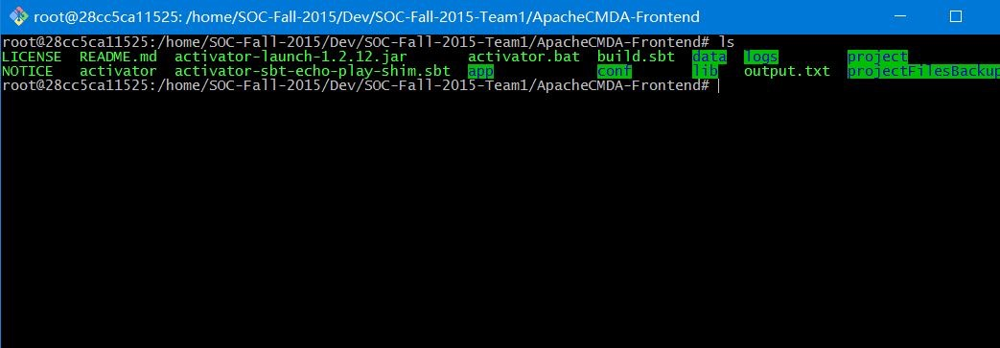 root@28cc5ca11525: /home/SOC-Fall-2015/Dev/SOC-Fall-2015-Team1/ApacheCMDA-Frontend
root@28cc5ca11525:/home/SOC-Fall-2015/Dev/SOC-Fall-2015-Team1/ApacheCMDA-Frontend# ls
LICENSE README.md activator-launch-1.2.12.jar activator.bat build.sbt data logs project
NOTICE activator activator-sbt-echo-play-shim.sbt app conf lib output.txt projectFilesBackup
root@28cc5ca11525:/home/SOC-Fall-2015/Dev/SOC-Fall-2015-Team1/ApacheCMDA-Frontend#